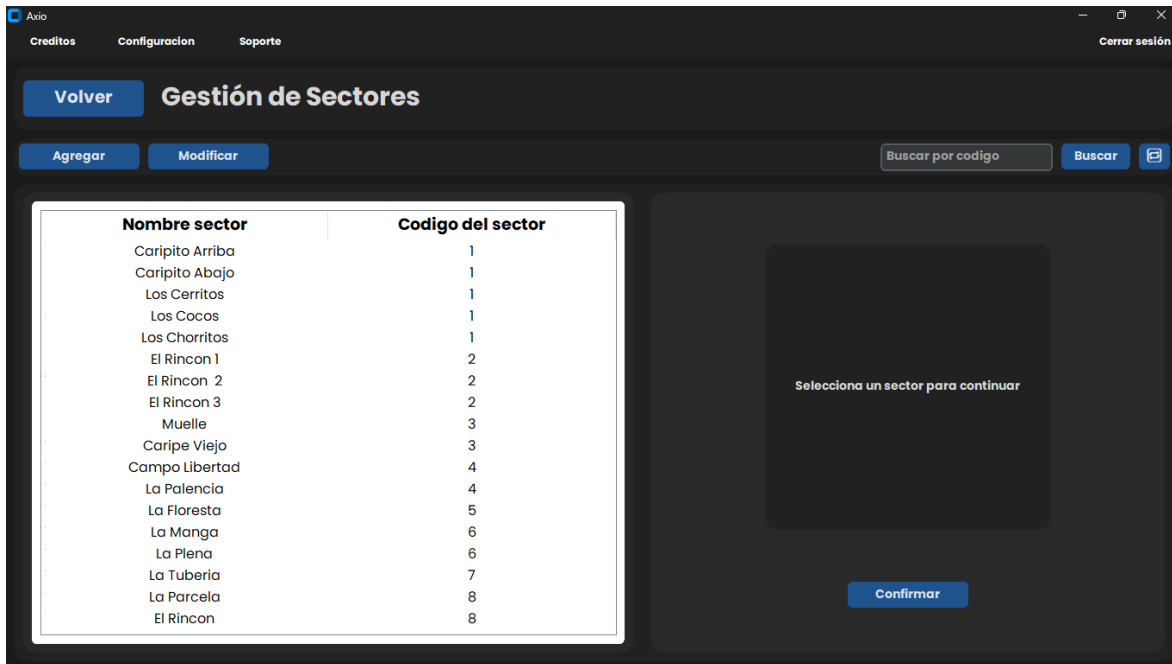 Axio
Creditos Configuracion Soporte Cerrar sesión
Volver Gestión de Sectores
Agregar Modificar Buscar por codigo Buscar
Nombre sector Codigo del sector
Caripito Arriba 1
Caripito Abajo 1
Los Cerritos 1
Los Cocos 1
Los Chorritos 1
El Rincon 1 2
El Rincon  2 2
El Rincon 3 2
Muelle 3
Caripe Viejo 3
Campo Libertad 4
La Palencia 4
La Floresta 5
La Manga 6
La Plena 6
La Tuberia 7
La Parcela 8
El Rincon 8
Selecciona un sector para continuar
Confirmar